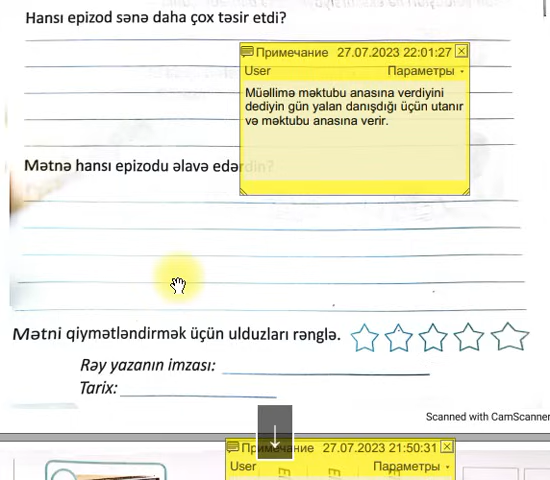 Hansı epizod sənə daha çox təsir etdi?
Примечание 27.07.2023 22:01:27
User Параметры
Müəllimə məktubu anasına verdiyini
dediyin gün yalan danışdığı üçün utanır
və məktubu anasına verir.
Mətnə hansı epizodu əlavə edərdin?
Mətni qiymətləndirmək üçün ulduzları rənglə.
Rəy yazanın imzası:
Tarix:
Scanned with CamScanner
Примечание 27.07.2023 21:50:31
User Параметры